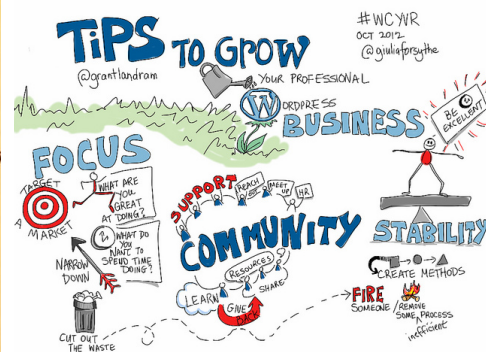 TIPS TO GROW
@grantlandram
#WCYVR
OCT 2012
@giuliaforsythe
YOUR PROFESSIONAL
WORDPRESS
BUSINESS
BE
EXCELLENT
FOCUS
TARGET
A MARKET
WHAT ARE
YOU
GREAT
AT DOING?
WHAT DO
YOU
WANT TO
SPEND TIME
DOING?
NARROW
DOWN
CUT OUT
THE WASTE
SUPPORT
REACH
MEET
UP
HR
COMMUNITY
RESOURCES
LEARN
SHARE
GIVE
BACK
STABILITY
CREATE METHODS
FIRE
SOMEONE /
REMOVE
SOME PROCESS
inefficient